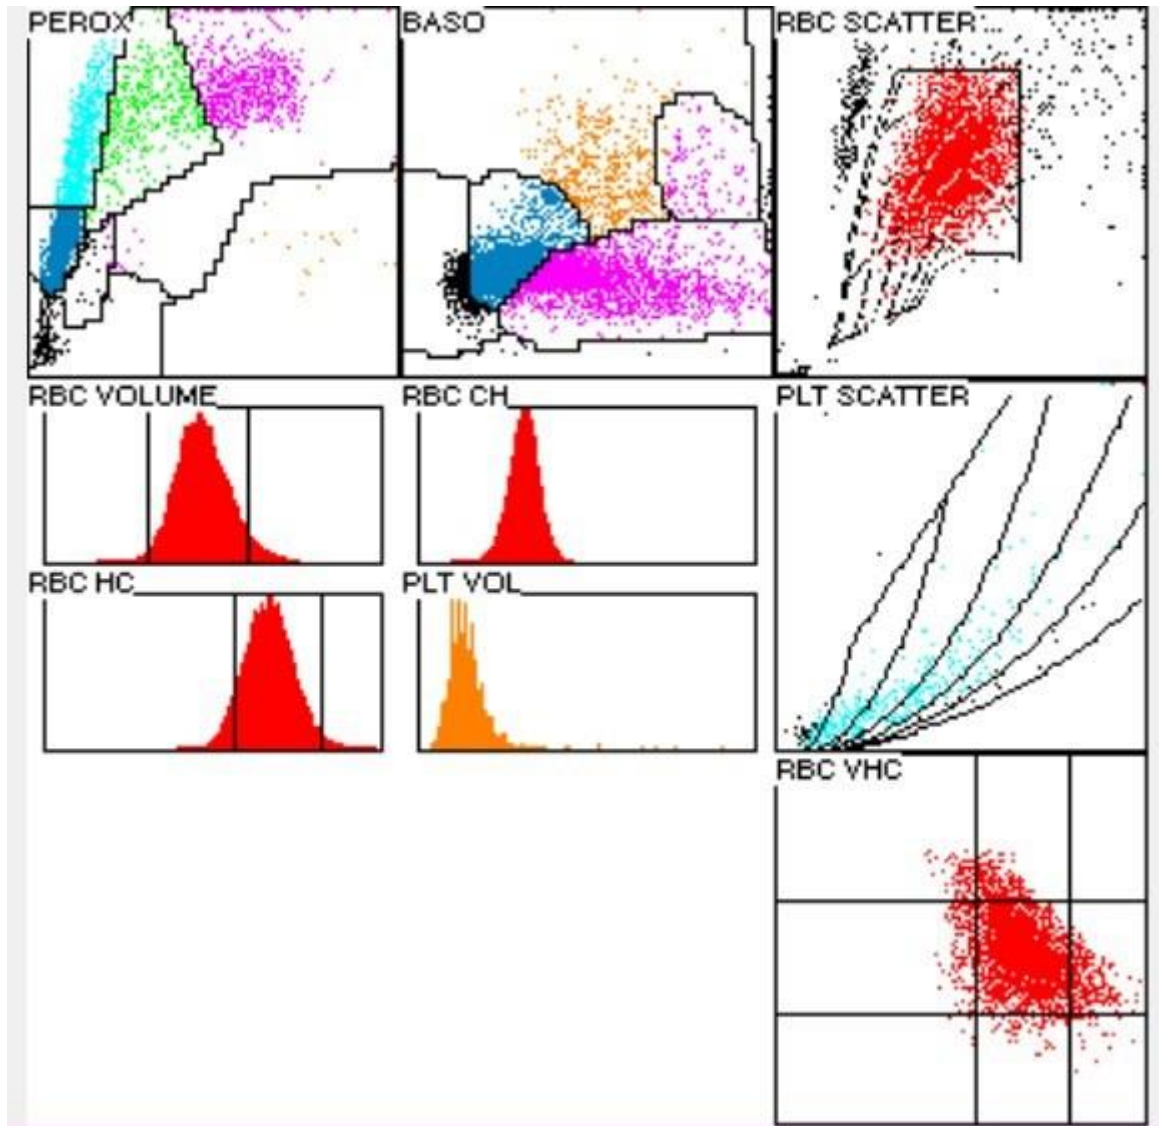 PEROX
BASO
RBC SCATTER ...
RBC VOLUME
RBC CH
PLT SCATTER
RBC HC
PLT VOL
RBC VHC